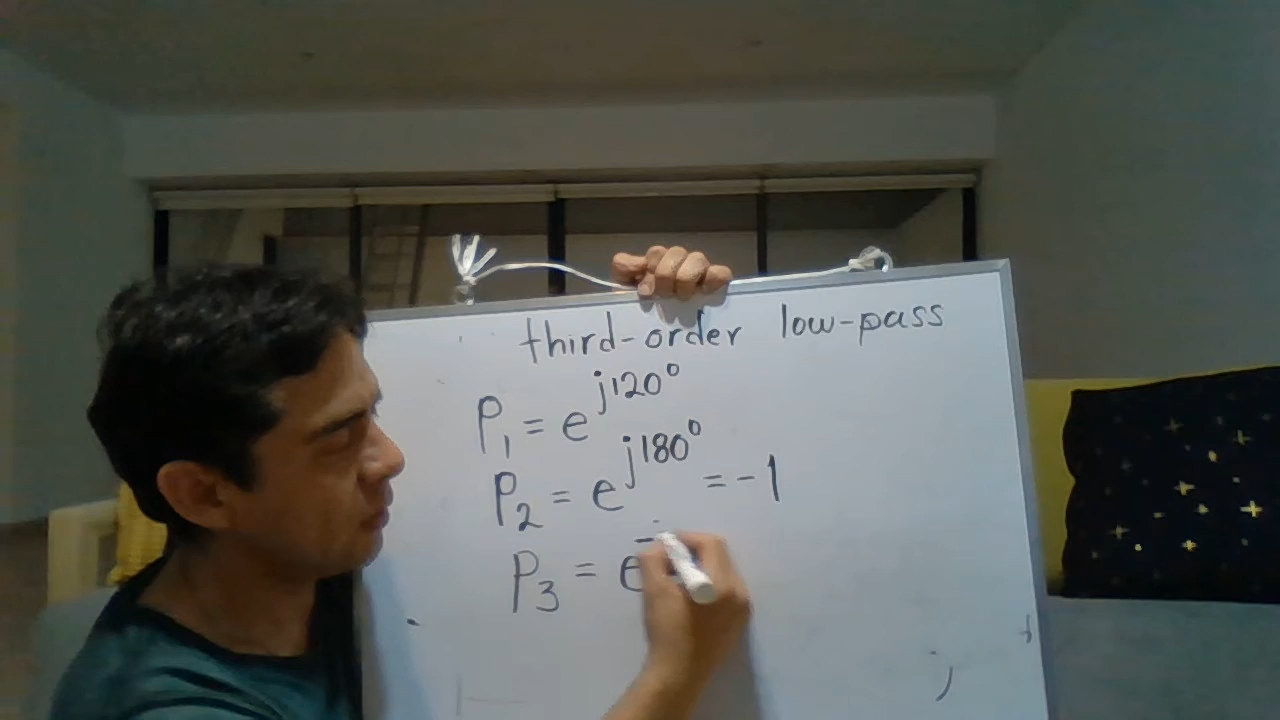 third-order low-pass
P₁ = e^j120°
P₂ = e^j180° = -1
P₃ = e^-